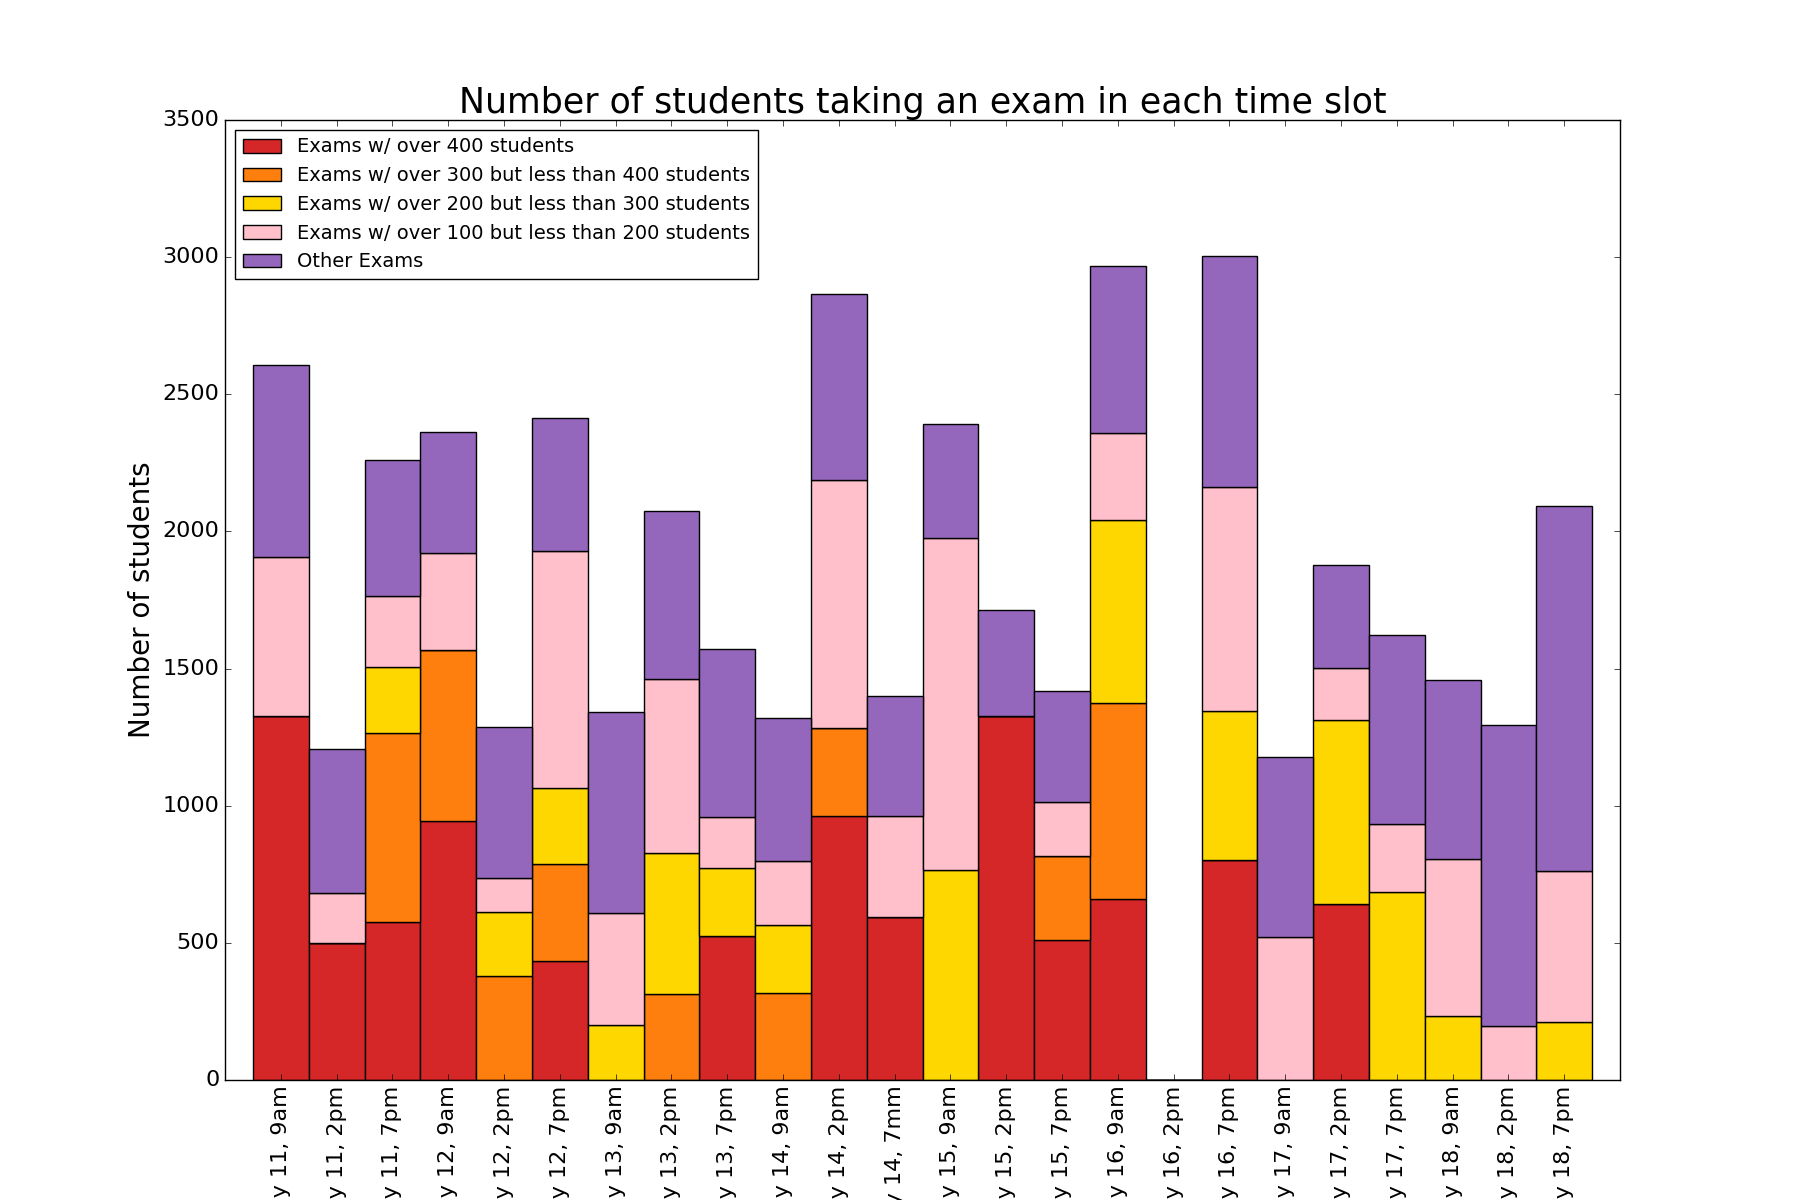 Number of students taking an exam in each time slot
Exams w/ over 400 students
Exams w/ over 300 but less than 400 students
Exams w/ over 200 but less than 300 students
Exams w/ over 100 but less than 200 students
Other Exams
Number of students
3500
3000
2500
2000
1500
1000
500
0
y 11, 9am
y 11, 2pm
y 11, 7pm
y 12, 9am
y 12, 2pm
y 12, 7pm
y 13, 9am
y 13, 2pm
y 13, 7pm
y 14, 9am
y 14, 2pm
y 14, 7mm
y 15, 9am
y 15, 2pm
y 15, 7pm
y 16, 9am
y 16, 2pm
y 16, 7pm
y 17, 9am
y 17, 2pm
y 17, 7pm
y 18, 9am
y 18, 2pm
y 18, 7pm